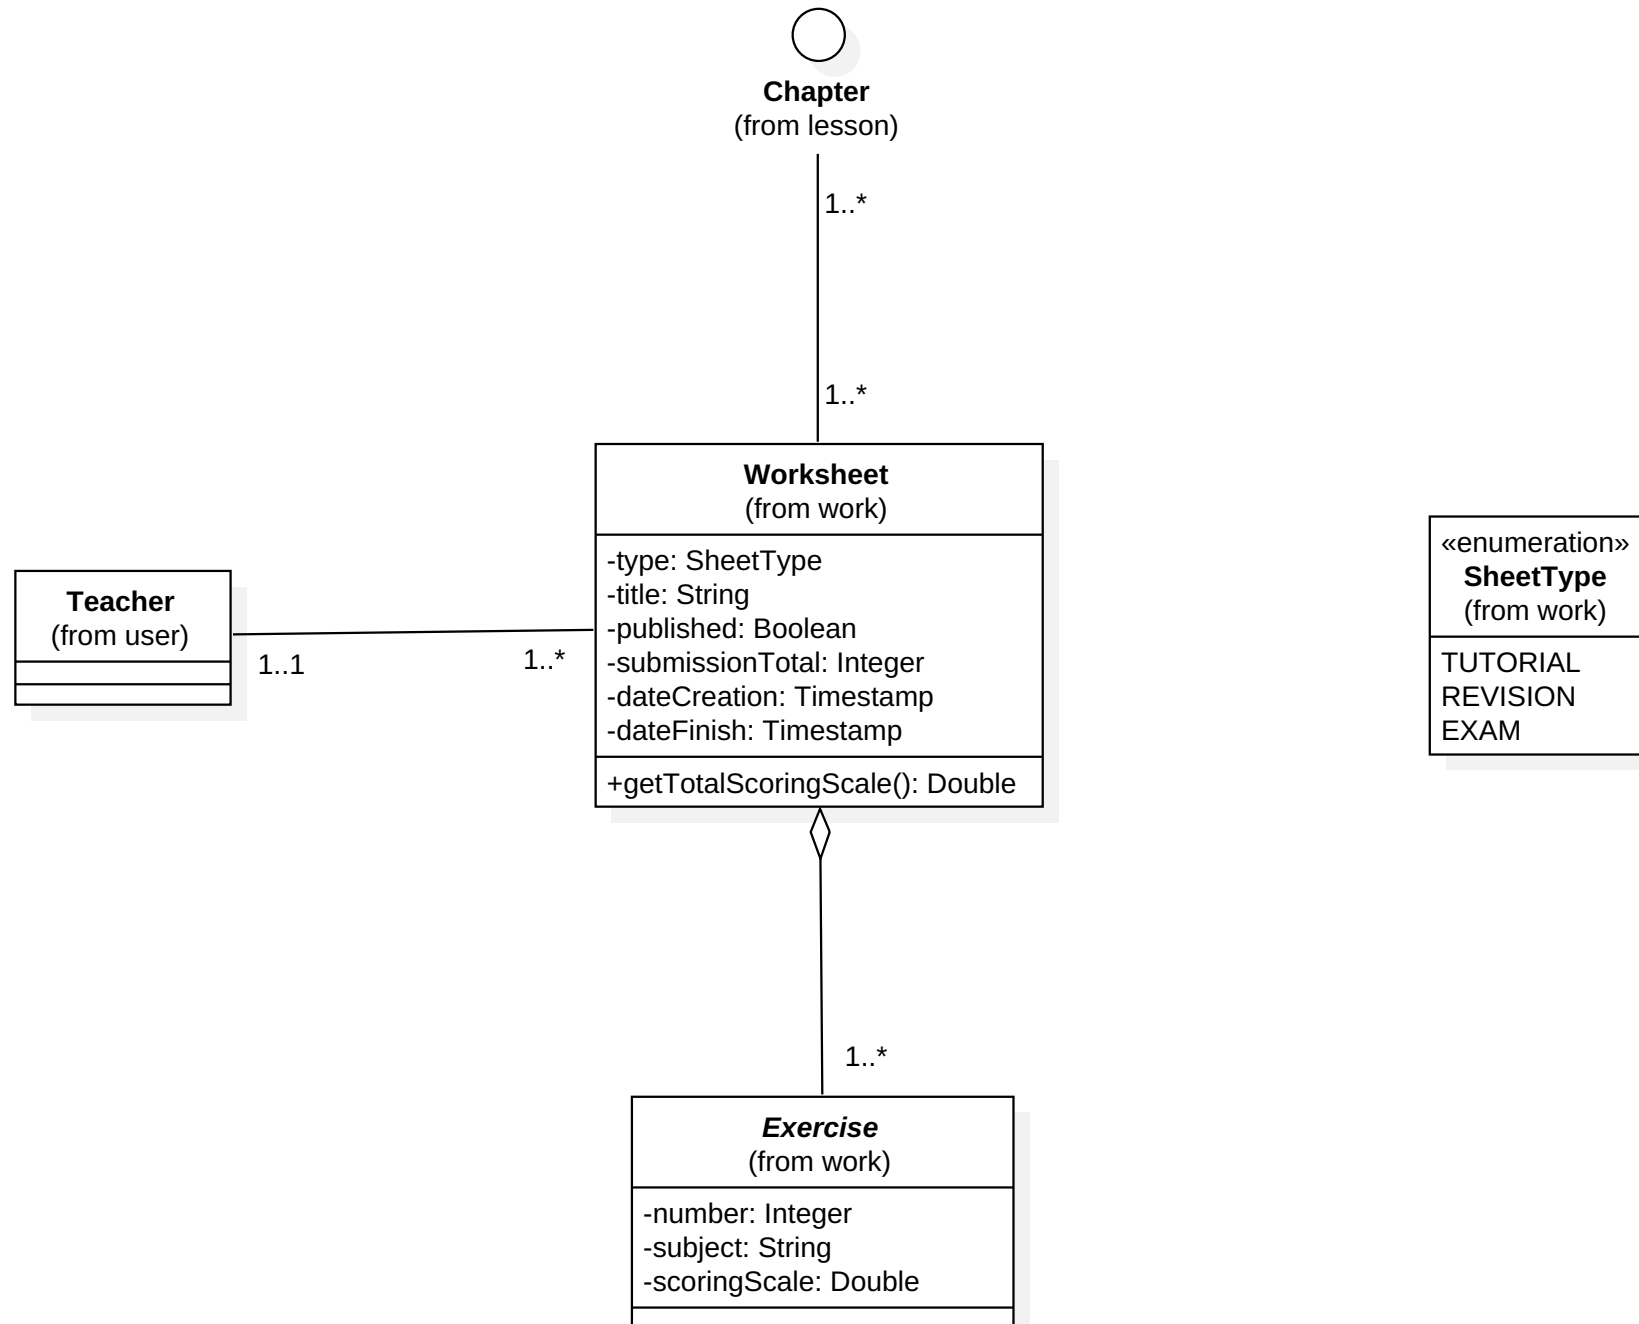 Chapter
(from lesson)
1..*
1..*
Worksheet
(from work)
-type: SheetType
-title: String
-published: Boolean
-submissionTotal: Integer
-dateCreation: Timestamp
-dateFinish: Timestamp
+getTotalScoringScale(): Double
Teacher
(from user)
1..1
1..*
«enumeration»
SheetType
(from work)
TUTORIAL
REVISION
EXAM
1..*
Exercise
(from work)
-number: Integer
-subject: String
-scoringScale: Double